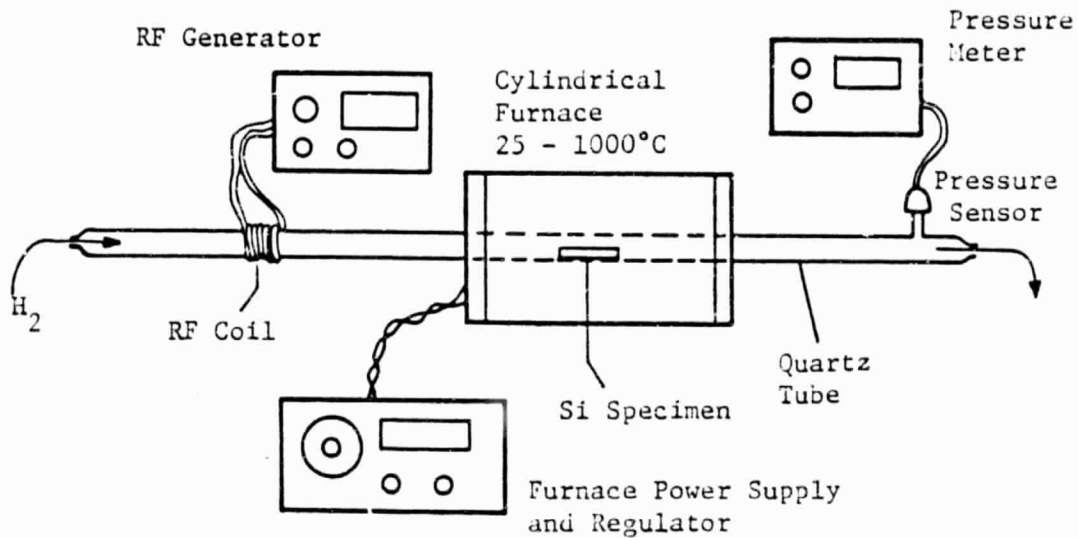 RF Generator
Pressure
Meter
Cylindrical
Furnace
25 - 1000°C
Pressure
Sensor
H2
RF Coil
Quartz
Tube
Si Specimen
Furnace Power Supply
and Regulator